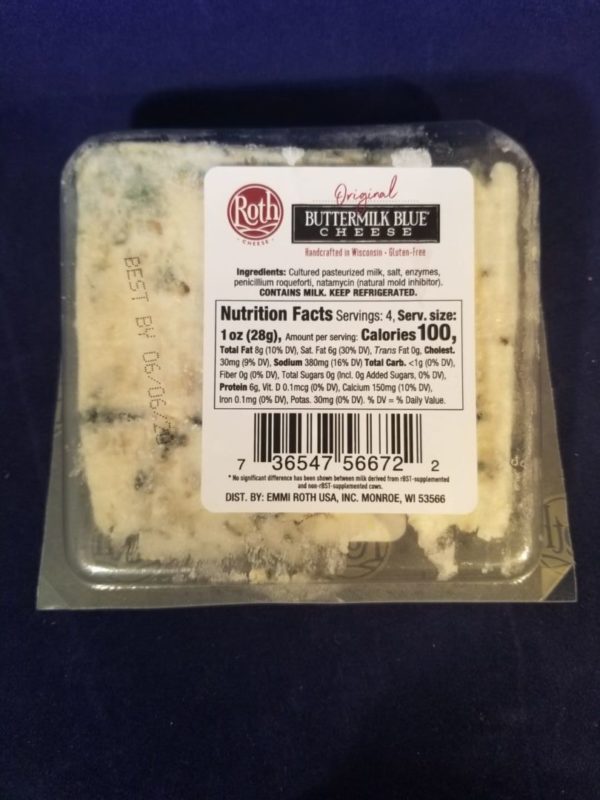 Roth
CHEESE
Original
BUTTERMILK BLUE®
CHEESE
Handcrafted in Wisconsin • Gluten-Free
Ingredients: Cultured pasteurized milk, salt, enzymes,
penicillium roqueforti, natamycin (natural mold inhibitor).
CONTAINS MILK. KEEP REFRIGERATED.
Nutrition Facts Servings: 4, Serv. size:
1 oz (28g), Amount per serving: Calories 100,
Total Fat 8g (10% DV), Sat. Fat 6g (30% DV), Trans Fat 0g, Cholest.
30mg (9% DV), Sodium 380mg (16% DV) Total Carb. <1g (0% DV),
Fiber 0g (0% DV), Total Sugars 0g (Incl. 0g Added Sugars, 0% DV),
Protein 6g, Vit. D 0.1mcg (0% DV), Calcium 150mg (10% DV),
Iron 0.1mg (0% DV), Potas. 30mg (0% DV). % DV = % Daily Value.
7 36547 56672 2
* No significant difference has been shown between milk derived from rBST-supplemented
and non-rBST-supplemented cows.
DIST. BY: EMMI ROTH USA, INC. MONROE, WI 53566
BEST BY 06/06/20